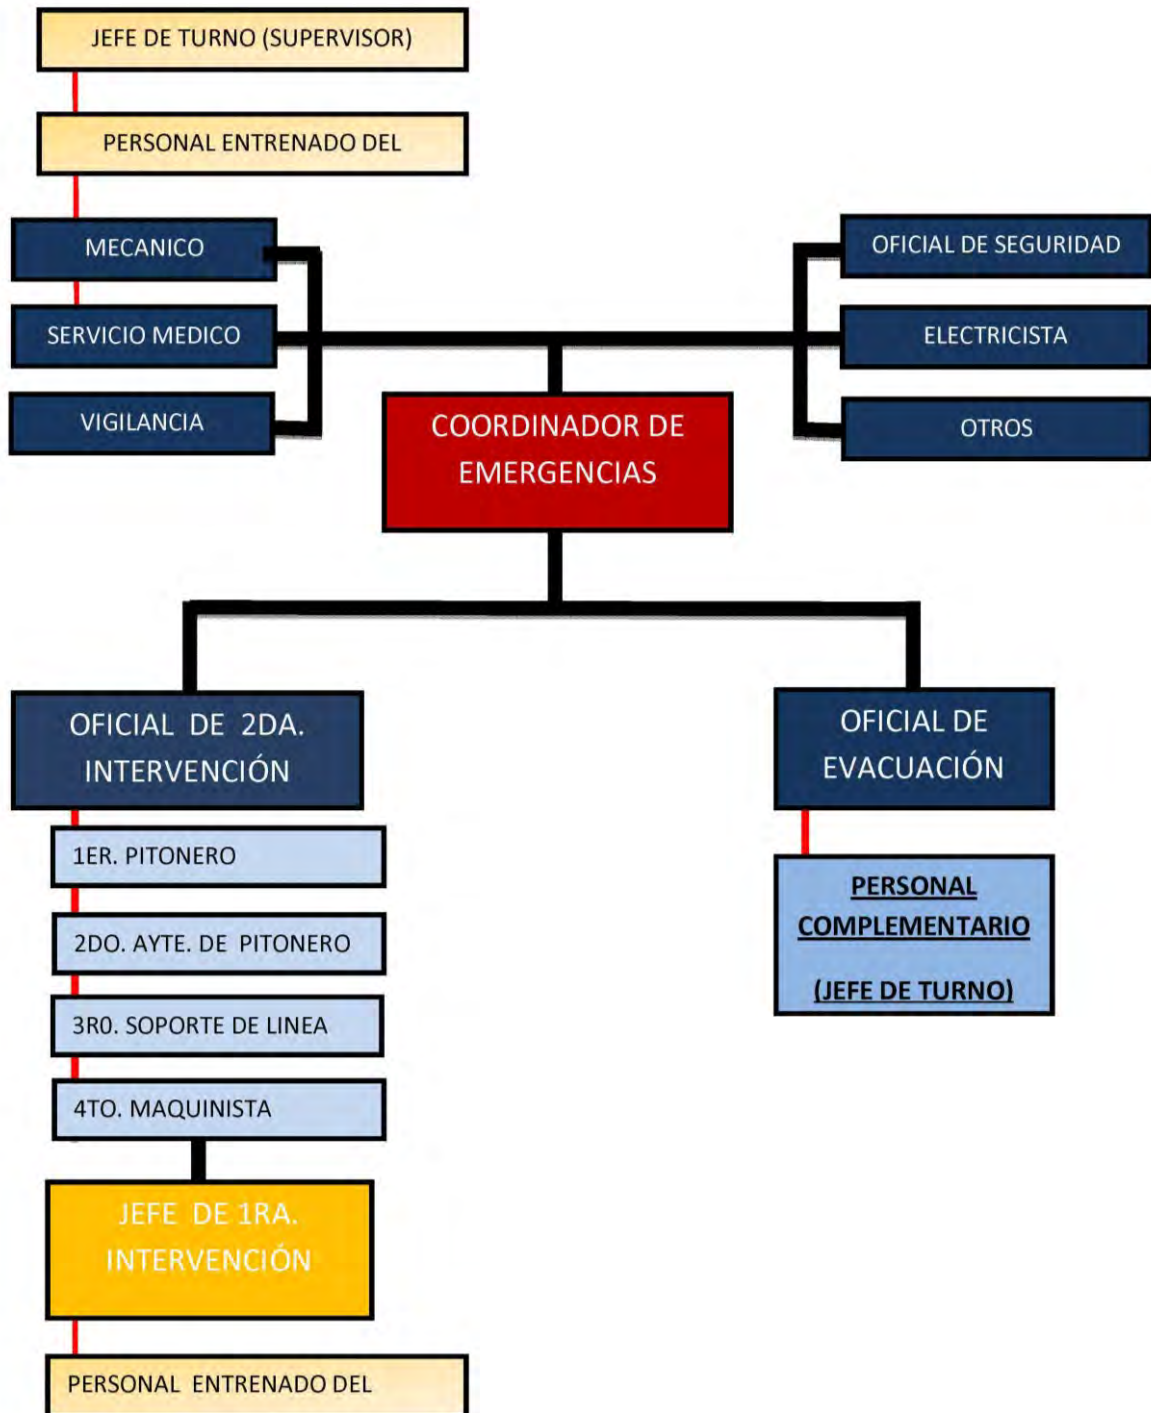 JEFE DE TURNO (SUPERVISOR)
PERSONAL ENTRENADO DEL
MECANICO
SERVICIO MEDICO
VIGILANCIA
OFICIAL DE SEGURIDAD
ELECTRICISTA
OTROS
COORDINADOR DE
EMERGENCIAS
OFICIAL DE 2DA.
INTERVENCIÓN
1ER. PITONERO
2DO. AYTE. DE PITONERO
3R0. SOPORTE DE LINEA
4TO. MAQUINISTA
JEFE DE 1RA.
INTERVENCIÓN
PERSONAL ENTRENADO DEL
OFICIAL DE
EVACUACIÓN
PERSONAL
COMPLEMENTARIO
(JEFE DE TURNO)